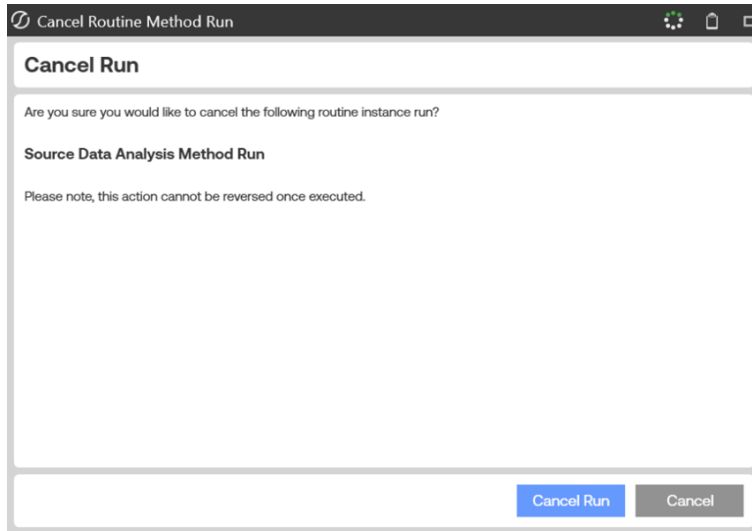 Cancel Routine Method Run
Cancel Run
Are you sure you would like to cancel the following routine instance run?
Source Data Analysis Method Run
Please note, this action cannot be reversed once executed.
Cancel Run Cancel